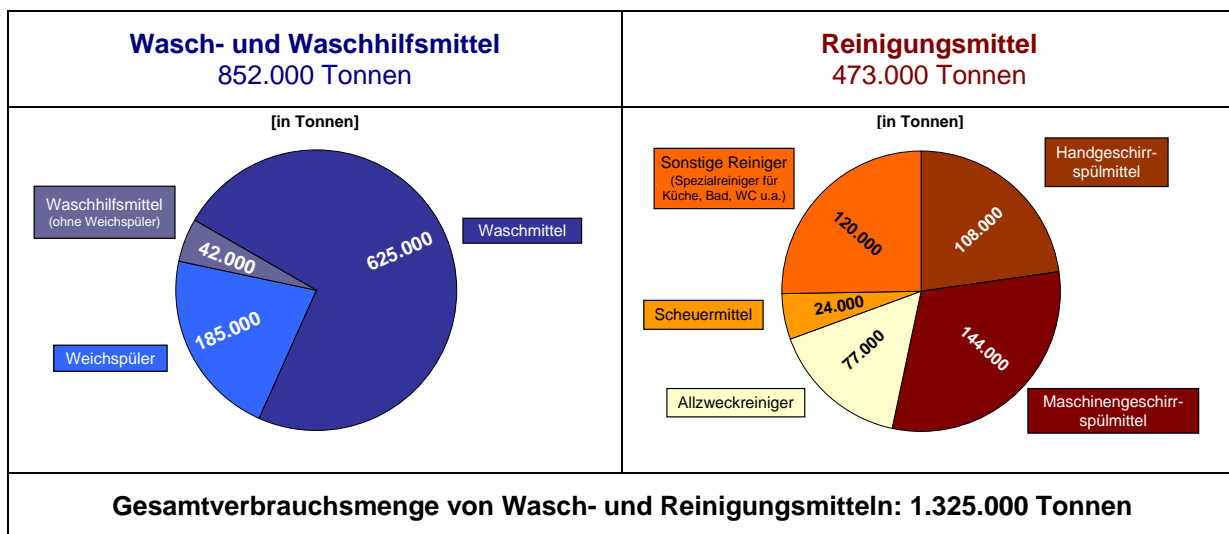 Wasch- und Waschhilfsmittel
852.000 Tonnen
Reinigungsmittel
473.000 Tonnen
[in Tonnen]
Waschhilfsmittel
(ohne Weichspüler)
42.000
625.000
Waschmittel
185.000
Weichspüler
[in Tonnen]
Sonstige Reiniger
(Spezialreiniger für
Küche, Bad, WC u.a.)
Handgeschirr-
spülmittel
120.000
108.000
Scheuermittel
24.000
77.000
144.000
Allzweckreiniger
Maschinengeschirr-
spülmittel
Gesamtverbrauchsmenge von Wasch- und Reinigungsmitteln: 1.325.000 Tonnen